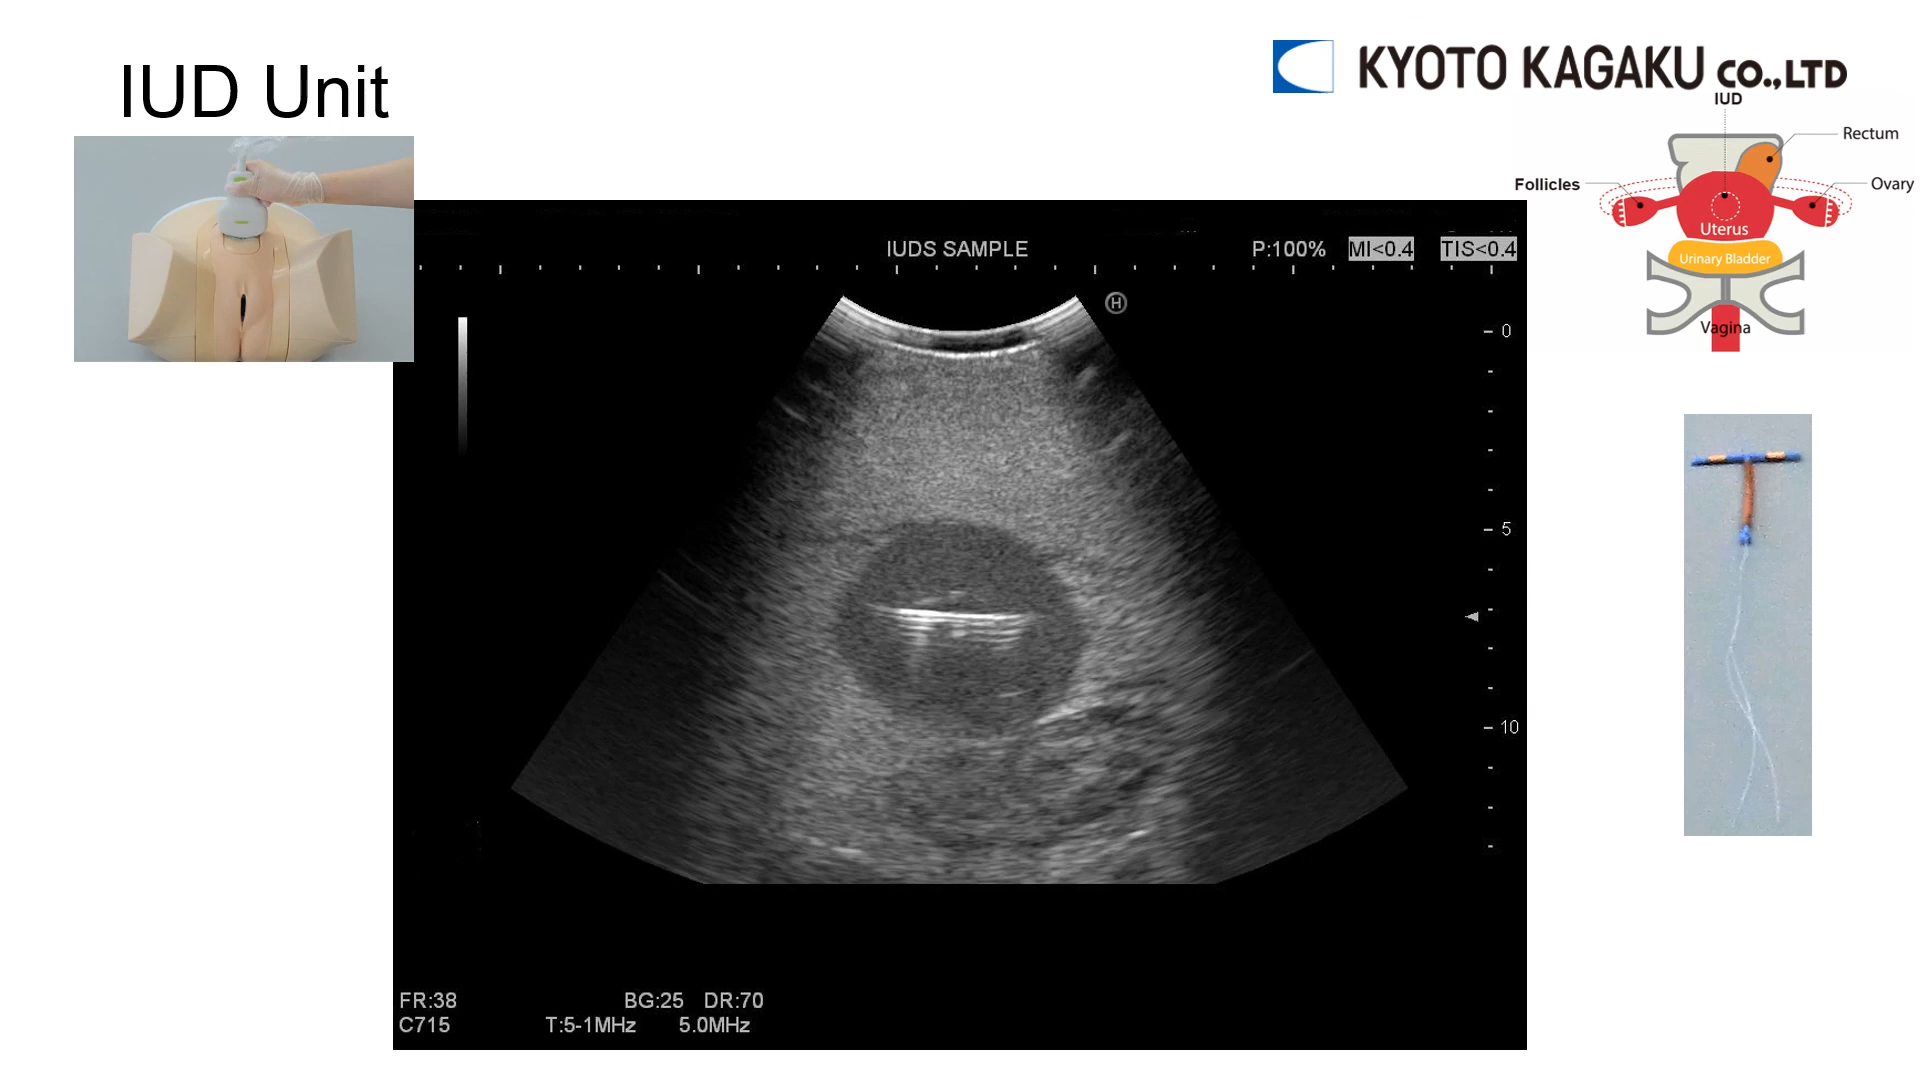 IUD Unit
KYOTO KAGAKU CO.,LTD
IUD
Rectum
Follicles
Ovary
Uterus
Urinary Bladder
Vagina
IUDS SAMPLE
P:100% MI<0.4 TIS<0.4
H
0
5
10
FR:38 BG:25 DR:70
C715 T:5-1MHz 5.0MHz